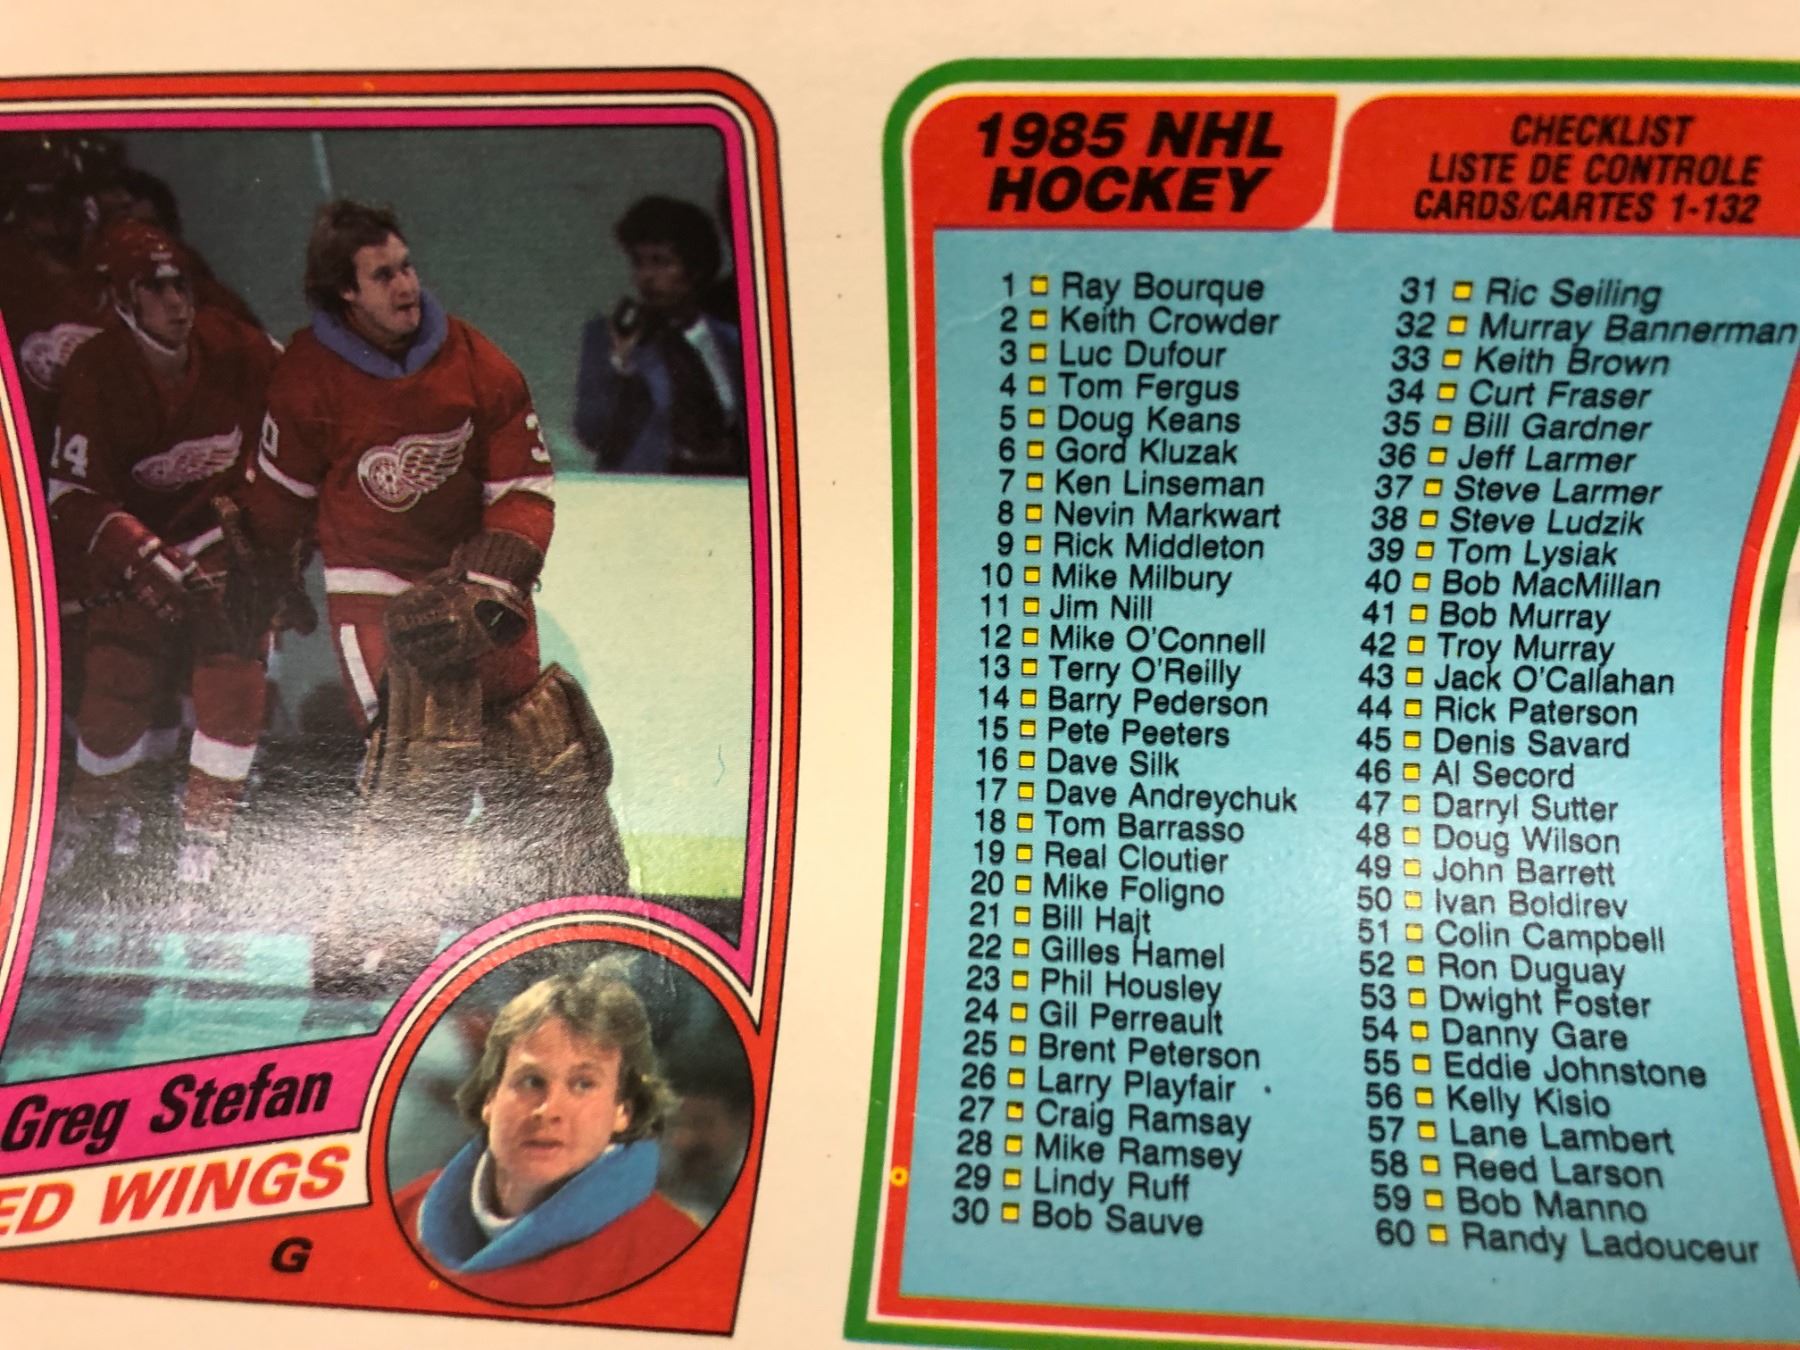 14
3
Greg Stefan
ED WINGS
G
1985 NHL
HOCKEY
CHECKLIST
LISTE DE CONTROLE
CARDS/CARTES 1-132
1 Ray Bourque
2 Keith Crowder
3 Luc Dufour
4 Tom Fergus
5 Doug Keans
6 Gord Kluzak
7 Ken Linseman
8 Nevin Markwart
9 Rick Middleton
10 Mike Milbury
11 Jim Nill
12 Mike O'Connell
13 Terry O'Reilly
14 Barry Pederson
15 Pete Peeters
16 Dave Silk
17 Dave Andreychuk
18 Tom Barrasso
19 Real Cloutier
20 Mike Foligno
21 Bill Hajt
22 Gilles Hamel
23 Phil Housley
24 Gil Perreault
25 Brent Peterson
26 Larry Playfair
27 Craig Ramsay
28 Mike Ramsey
29 Lindy Ruff
30 Bob Sauve
31 Ric Seiling
32 Murray Bannerman
33 Keith Brown
34 Curt Fraser
35 Bill Gardner
36 Jeff Larmer
37 Steve Larmer
38 Steve Ludzik
39 Tom Lysiak
40 Bob MacMillan
41 Bob Murray
42 Troy Murray
43 Jack O'Callahan
44 Rick Paterson
45 Denis Savard
46 Al Secord
47 Darryl Sutter
48 Doug Wilson
49 John Barrett
50 Ivan Boldirev
51 Colin Campbell
52 Ron Duguay
53 Dwight Foster
54 Danny Gare
55 Eddie Johnstone
56 Kelly Kisio
57 Lane Lambert
58 Reed Larson
59 Bob Manno
60 Randy Ladouceur